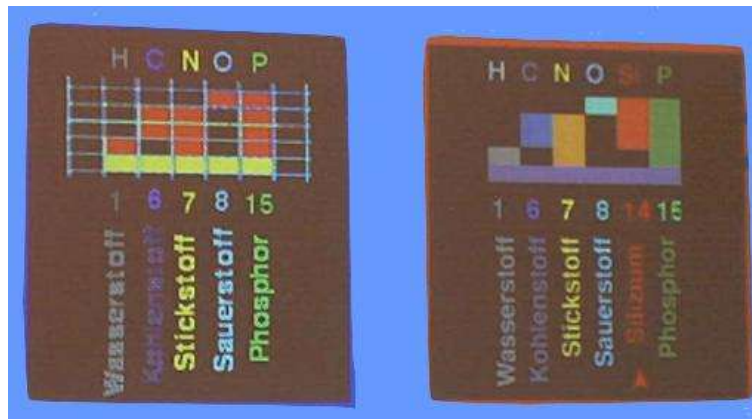 H C N O P
1 6 7 8 15
Wasserstoff
Kohlenstoff
Stickstoff
Sauerstoff
Phosphor
H C N O Si P
1 6 7 8 14 15
Wasserstoff
Kohlenstoff
Stickstoff
Sauerstoff
Silizium
Phosphor